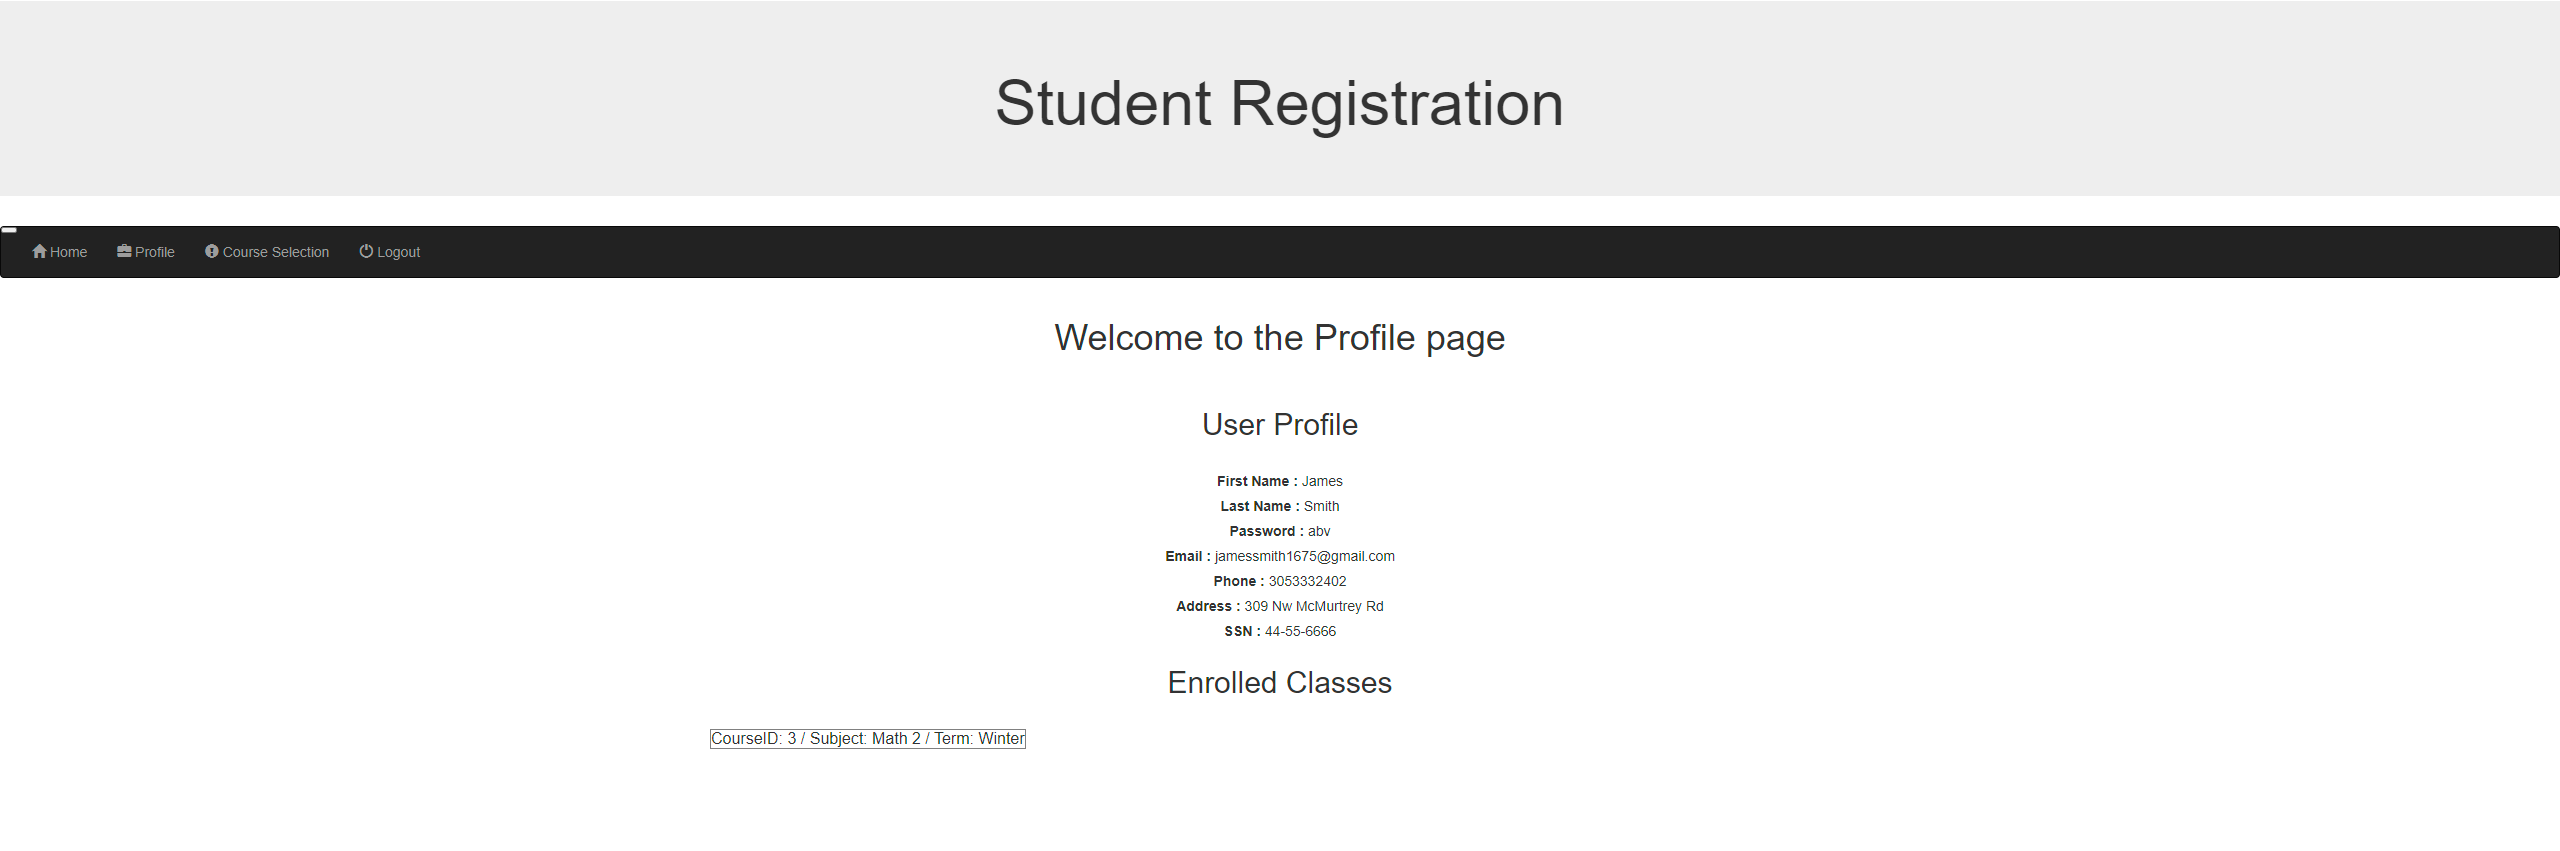 Student Registration
Home Profile Course Selection Logout
Welcome to the Profile page
User Profile
First Name : James
Last Name : Smith
Password : abv
Email : jamessmith1675@gmail.com
Phone : 3053332402
Address : 309 Nw McMurtrey Rd
SSN : 44-55-6666
Enrolled Classes
CourseID: 3 / Subject: Math 2 / Term: Winter